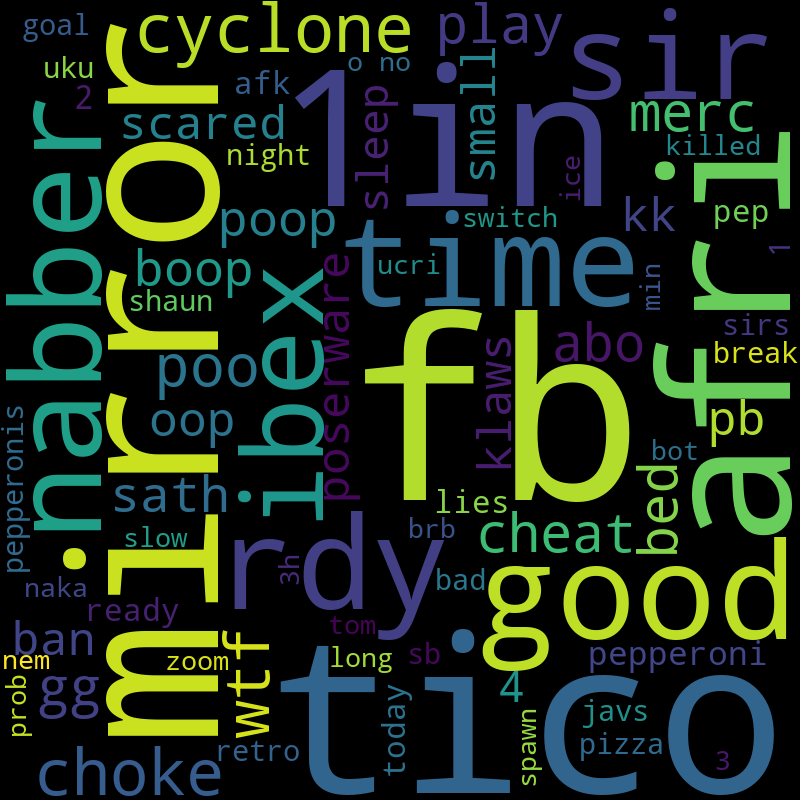 goal
cyclone
play
sir
uku
2
afk
o no
1in
small
scared
sleep
merc
killed
night
ice
nabber
mirror
poop
switch
kk
pep
afri
1
boop
ibex
time
ucri
min
shaun
poserware
sirs
poo
fb
abo
break
klaws
oop
pb
pepperonis
bot
sath
lies
bed
slow
rdy
brb
cheat
3h
naka
bad
good
ready
tom
ban
wtf
nem
zoom
long
sb
pepperoni
prob
gg
tico
4
today
spawn
javs
retro
pizza
choke
3